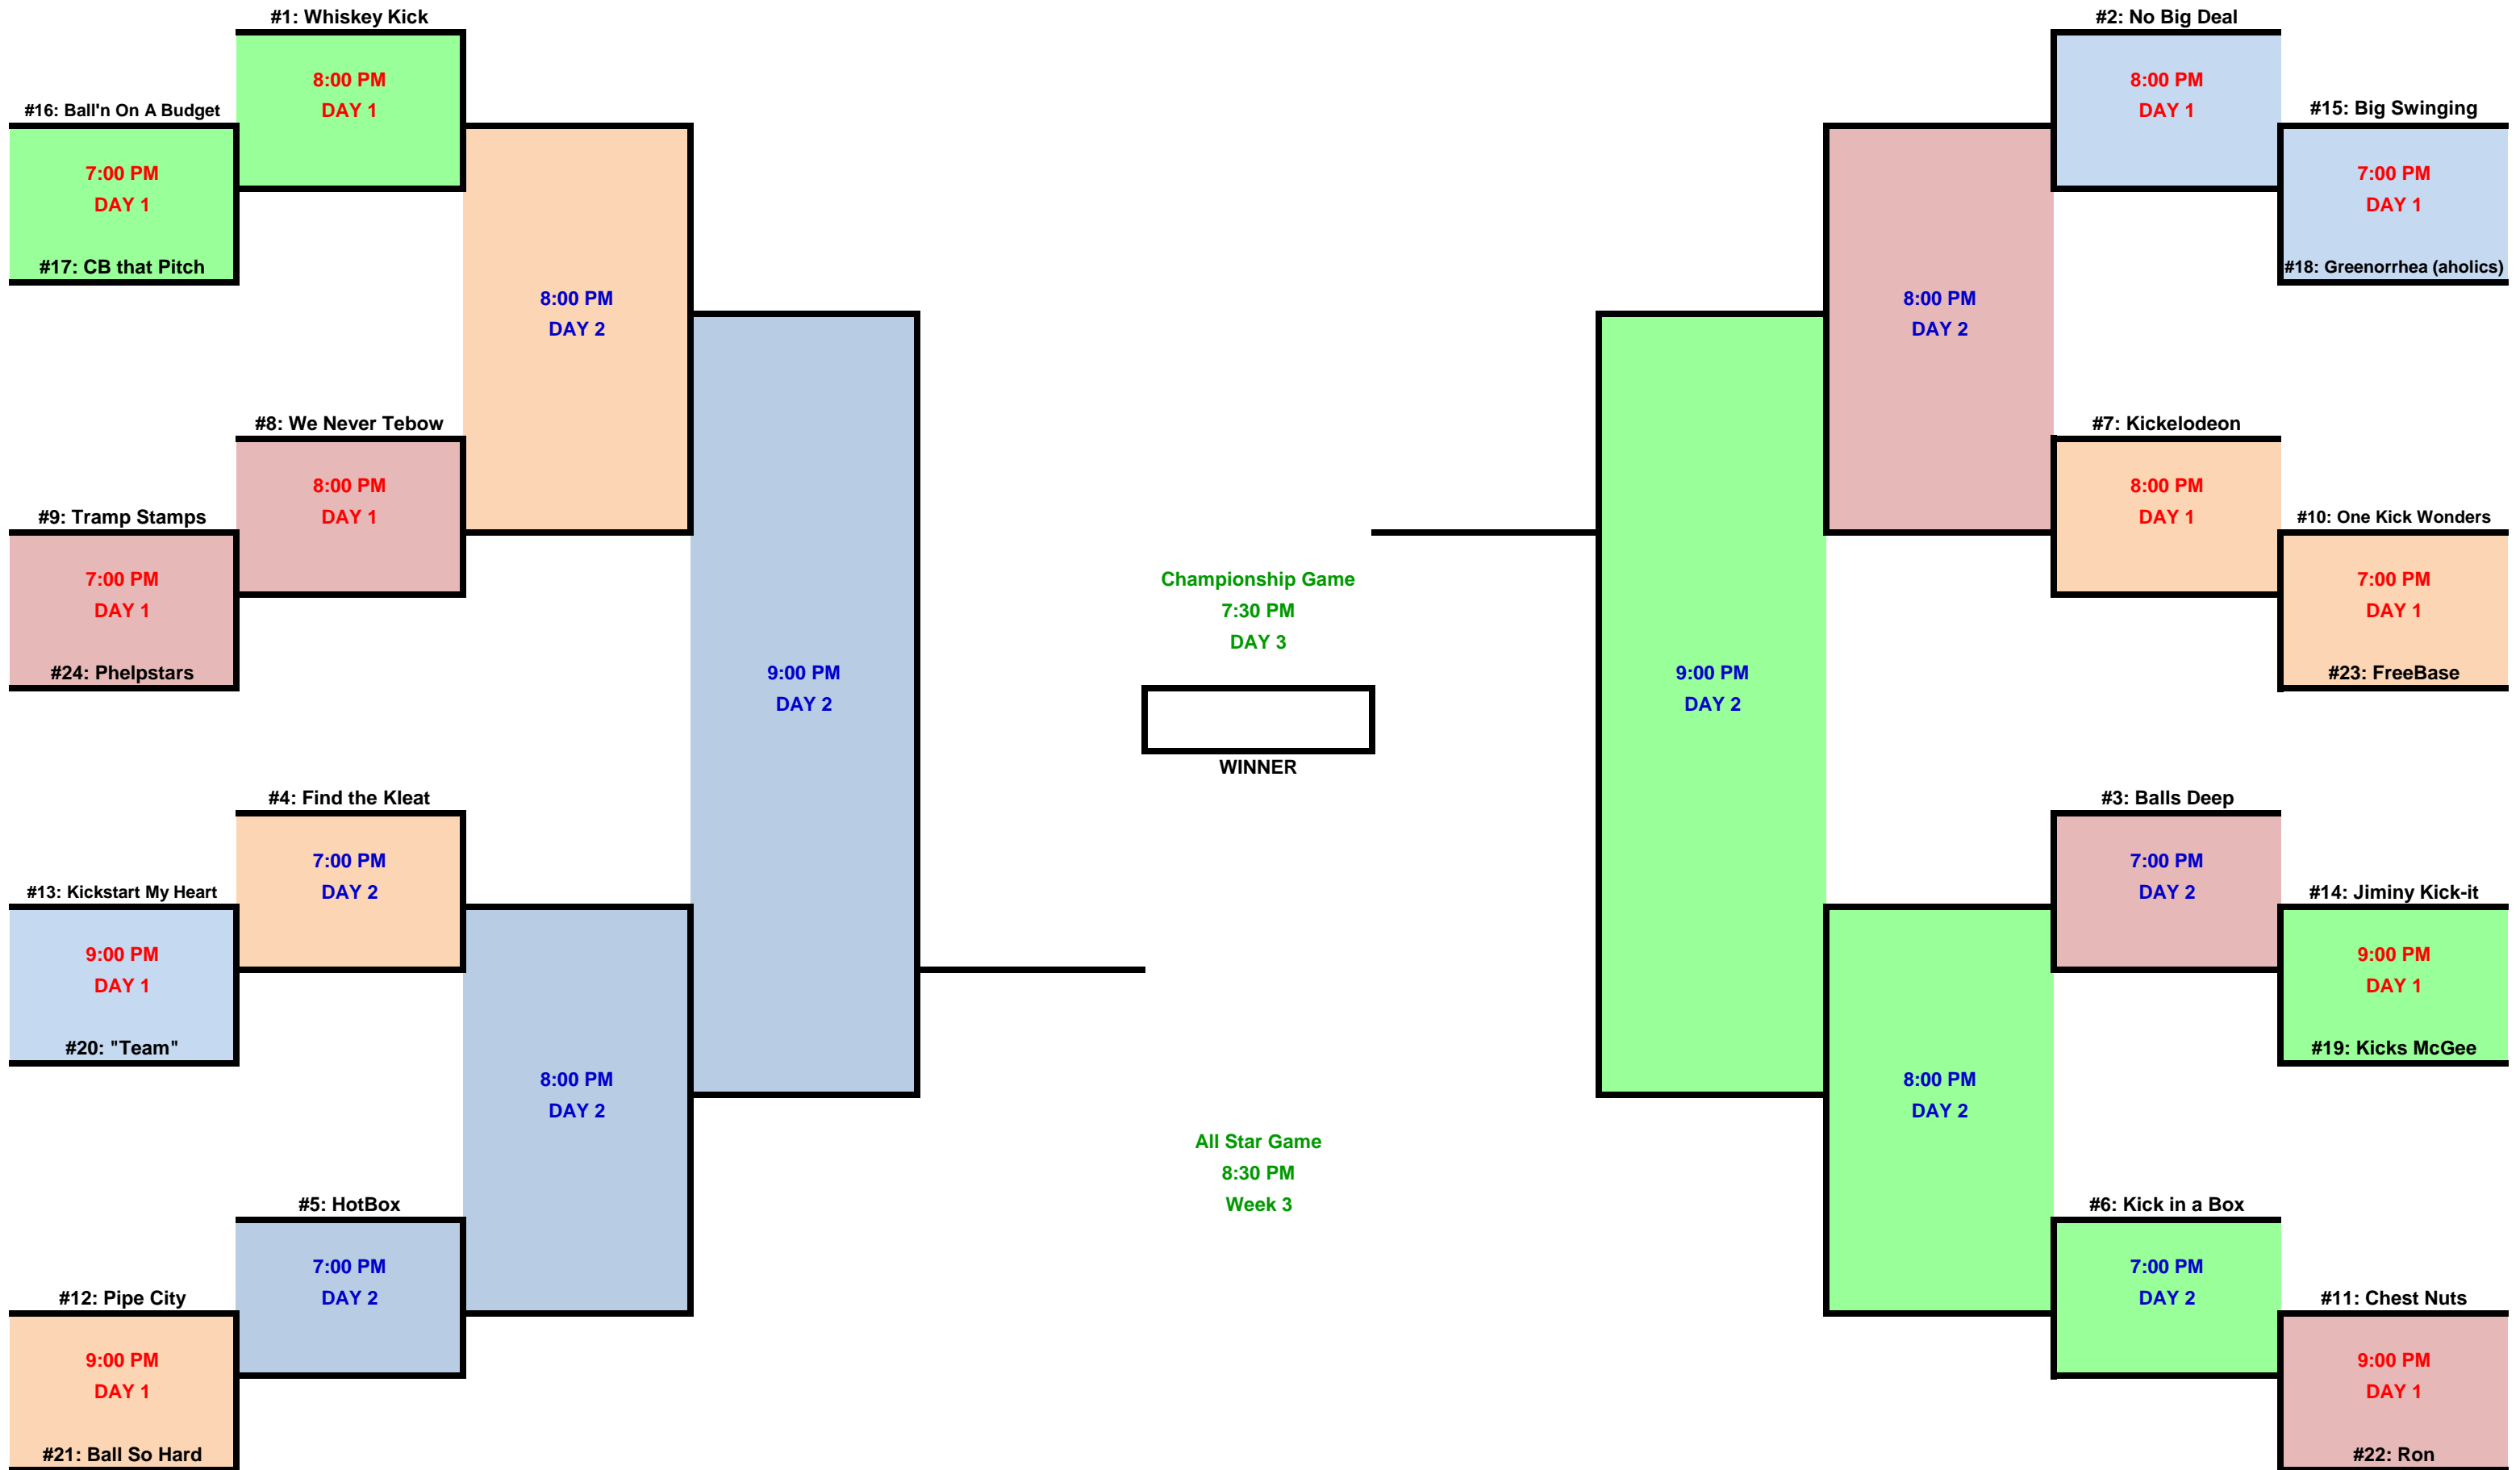 #1: Whiskey Kick
8:00 PM
DAY 1
#16: Ball'n On A Budget
7:00 PM
DAY 1
#17: CB that Pitch
8:00 PM
DAY 2
#8: We Never Tebow
8:00 PM
DAY 1
#9: Tramp Stamps
7:00 PM
DAY 1
#24: Phelpstars
9:00 PM
DAY 2
#4: Find the Kleat
7:00 PM
DAY 2
#13: Kickstart My Heart
9:00 PM
DAY 1
#20: "Team"
8:00 PM
DAY 2
#5: HotBox
7:00 PM
DAY 2
#12: Pipe City
9:00 PM
DAY 1
#21: Ball So Hard
Championship Game
7:30 PM
DAY 3
WINNER
All Star Game
8:30 PM
Week 3
#2: No Big Deal
8:00 PM
DAY 1
#15: Big Swinging
7:00 PM
DAY 1
#18: Greenorrhea (aholics)
8:00 PM
DAY 2
#7: Kickelodeon
8:00 PM
DAY 1
#10: One Kick Wonders
7:00 PM
DAY 1
#23: FreeBase
9:00 PM
DAY 2
#3: Balls Deep
7:00 PM
DAY 2
#14: Jiminy Kick-it
9:00 PM
DAY 1
#19: Kicks McGee
8:00 PM
DAY 2
#6: Kick in a Box
7:00 PM
DAY 2
#11: Chest Nuts
9:00 PM
DAY 1
#22: Ron